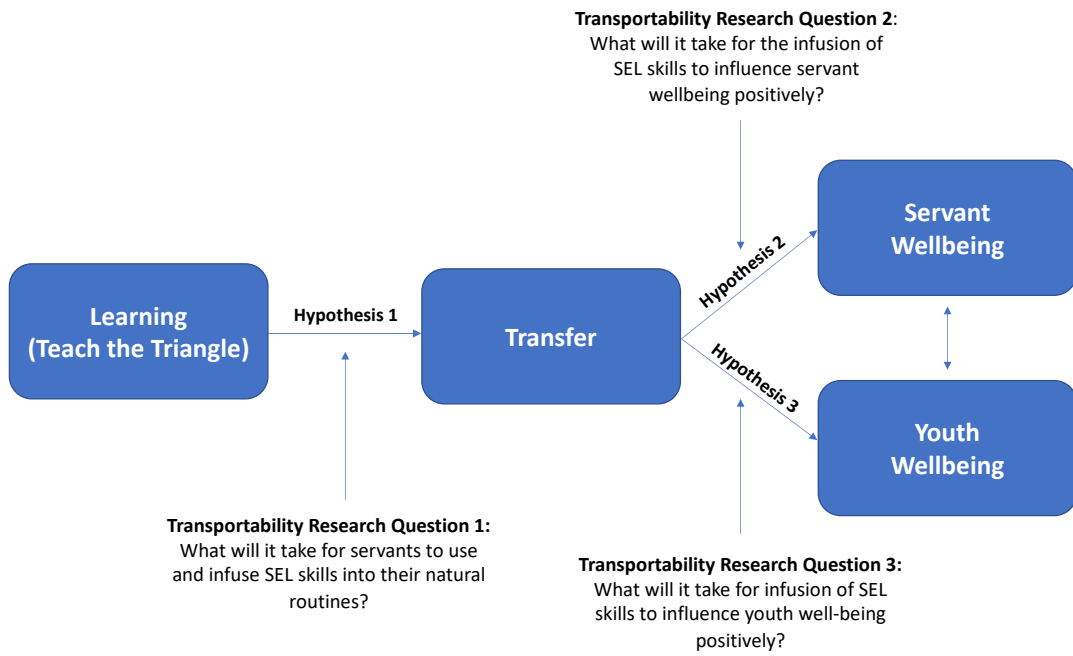 Transportability Research Question 2:
What will it take for the infusion of
SEL skills to influence servant
wellbeing positively?
Servant
Wellbeing
Hypothesis 2
Learning
(Teach the Triangle)
Hypothesis 1
Transfer
Hypothesis 3
Youth
Wellbeing
Transportability Research Question 1:
What will it take for servants to use
and infuse SEL skills into their natural
routines?
Transportability Research Question 3:
What will it take for infusion of SEL
skills to influence youth well-being
positively?